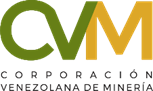 CVM
CORPORACIÓN
VENEZOLANA DE MINERÍA